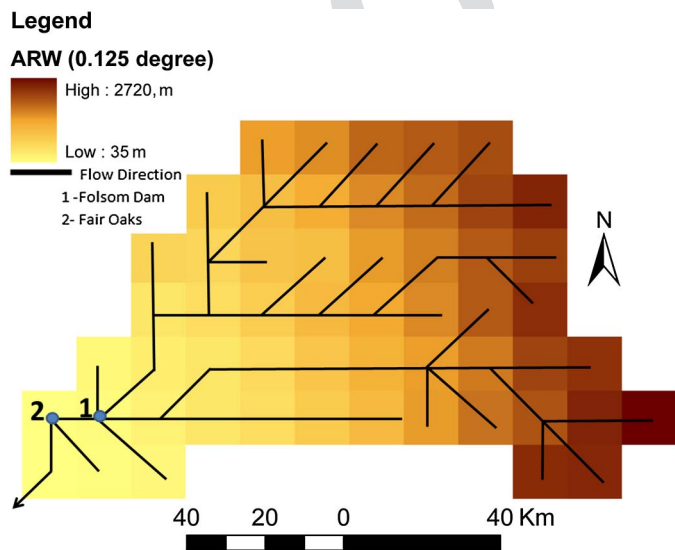 Legend
ARW (0.125 degree)
High : 2720, m
Low : 35 m
Flow Direction
1 -Folsom Dam
2- Fair Oaks
N
2 1
40 20 0 40 Km